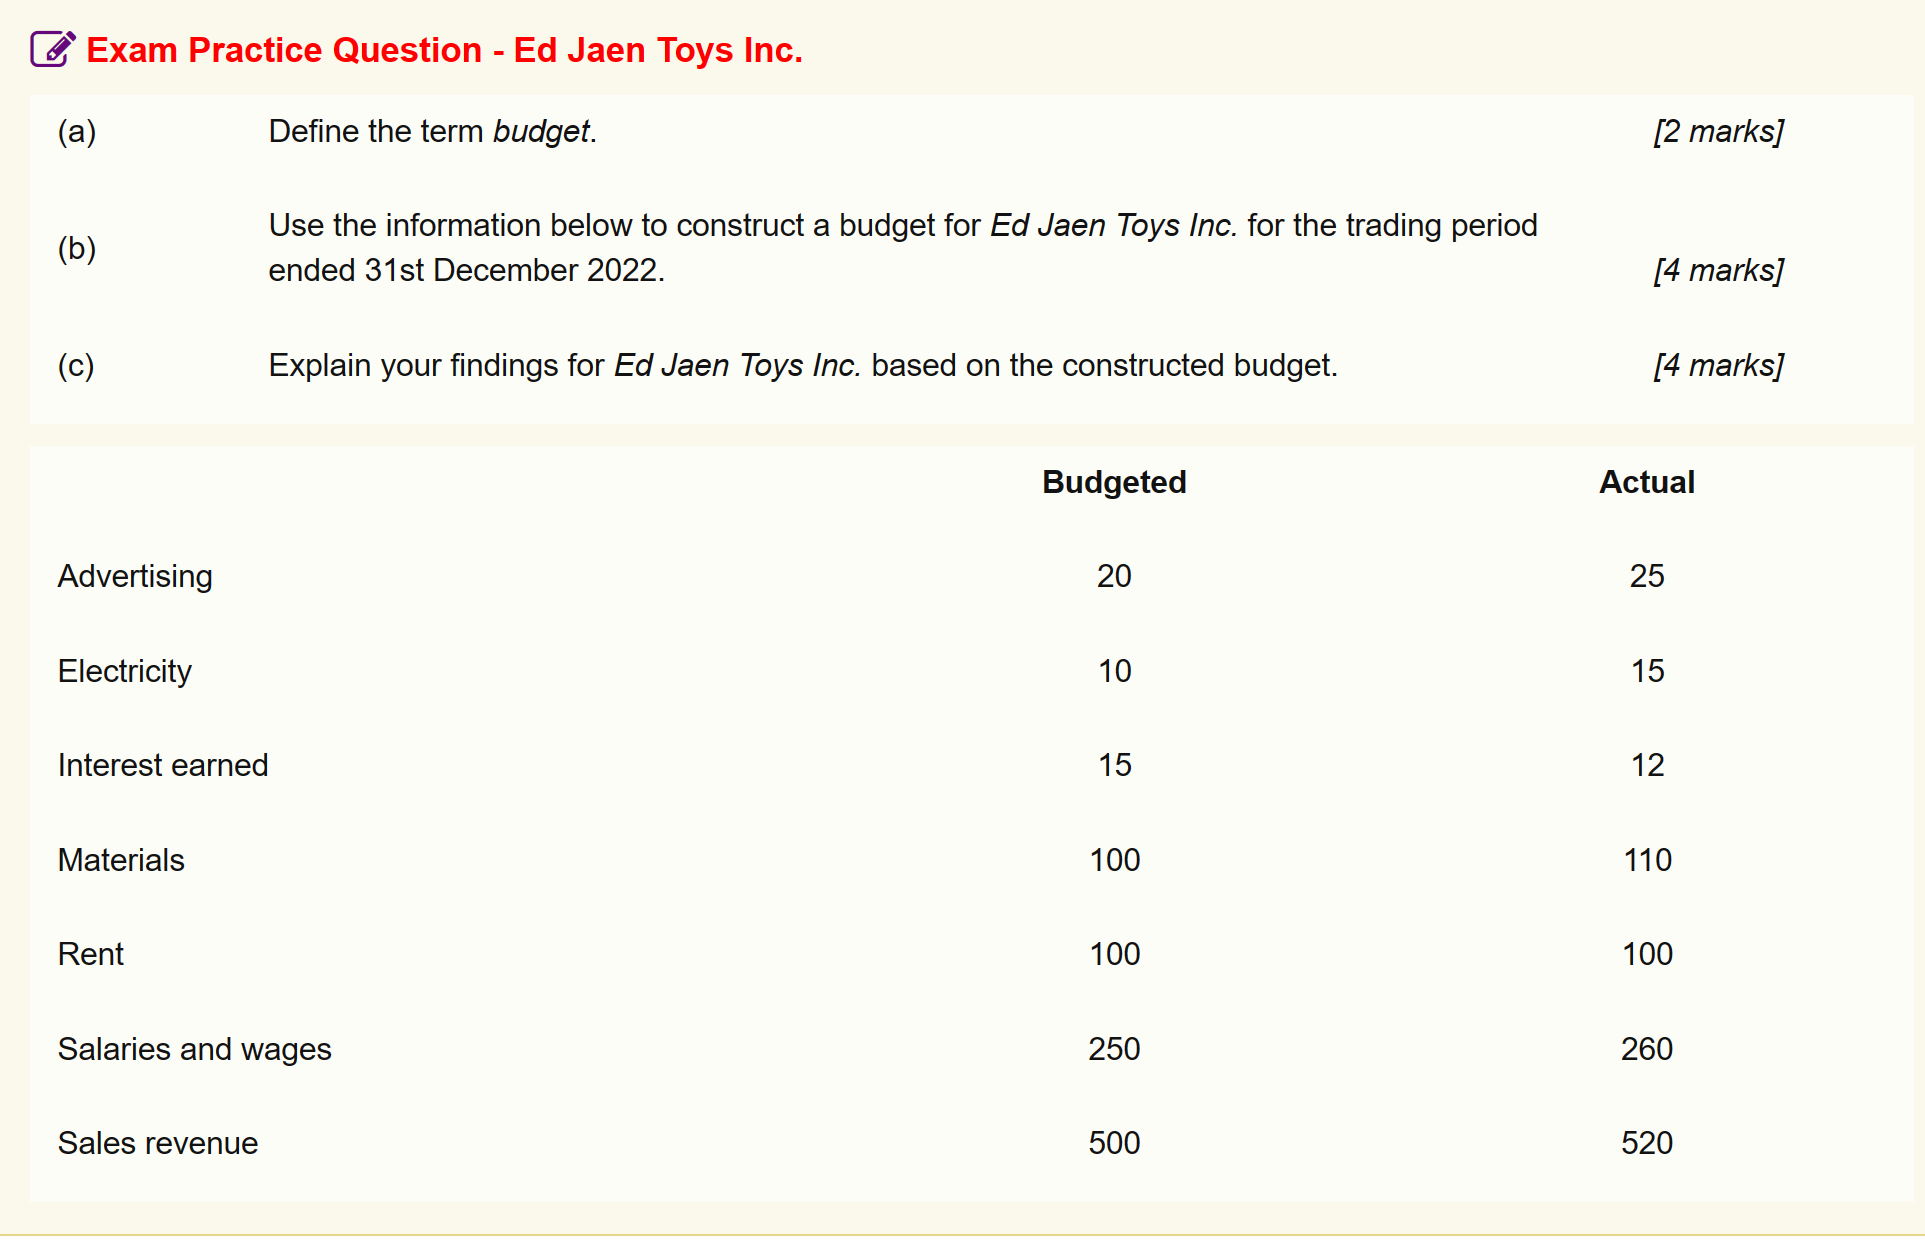 Exam Practice Question - Ed Jaen Toys Inc.
(a) Define the term budget. [2 marks]
(b) Use the information below to construct a budget for Ed Jaen Toys Inc. for the trading period
ended 31st December 2022. [4 marks]
(c) Explain your findings for Ed Jaen Toys Inc. based on the constructed budget. [4 marks]
Budgeted Actual
Advertising 20 25
Electricity 10 15
Interest earned 15 12
Materials 100 110
Rent 100 100
Salaries and wages 250 260
Sales revenue 500 520